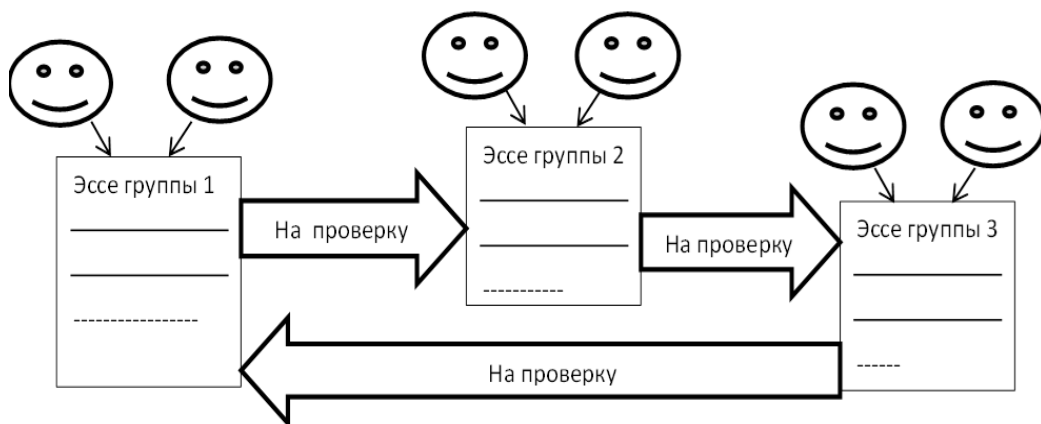 Эссе группы 1
Эссе группы 2
Эссе группы 3
На проверку
На проверку
На проверку